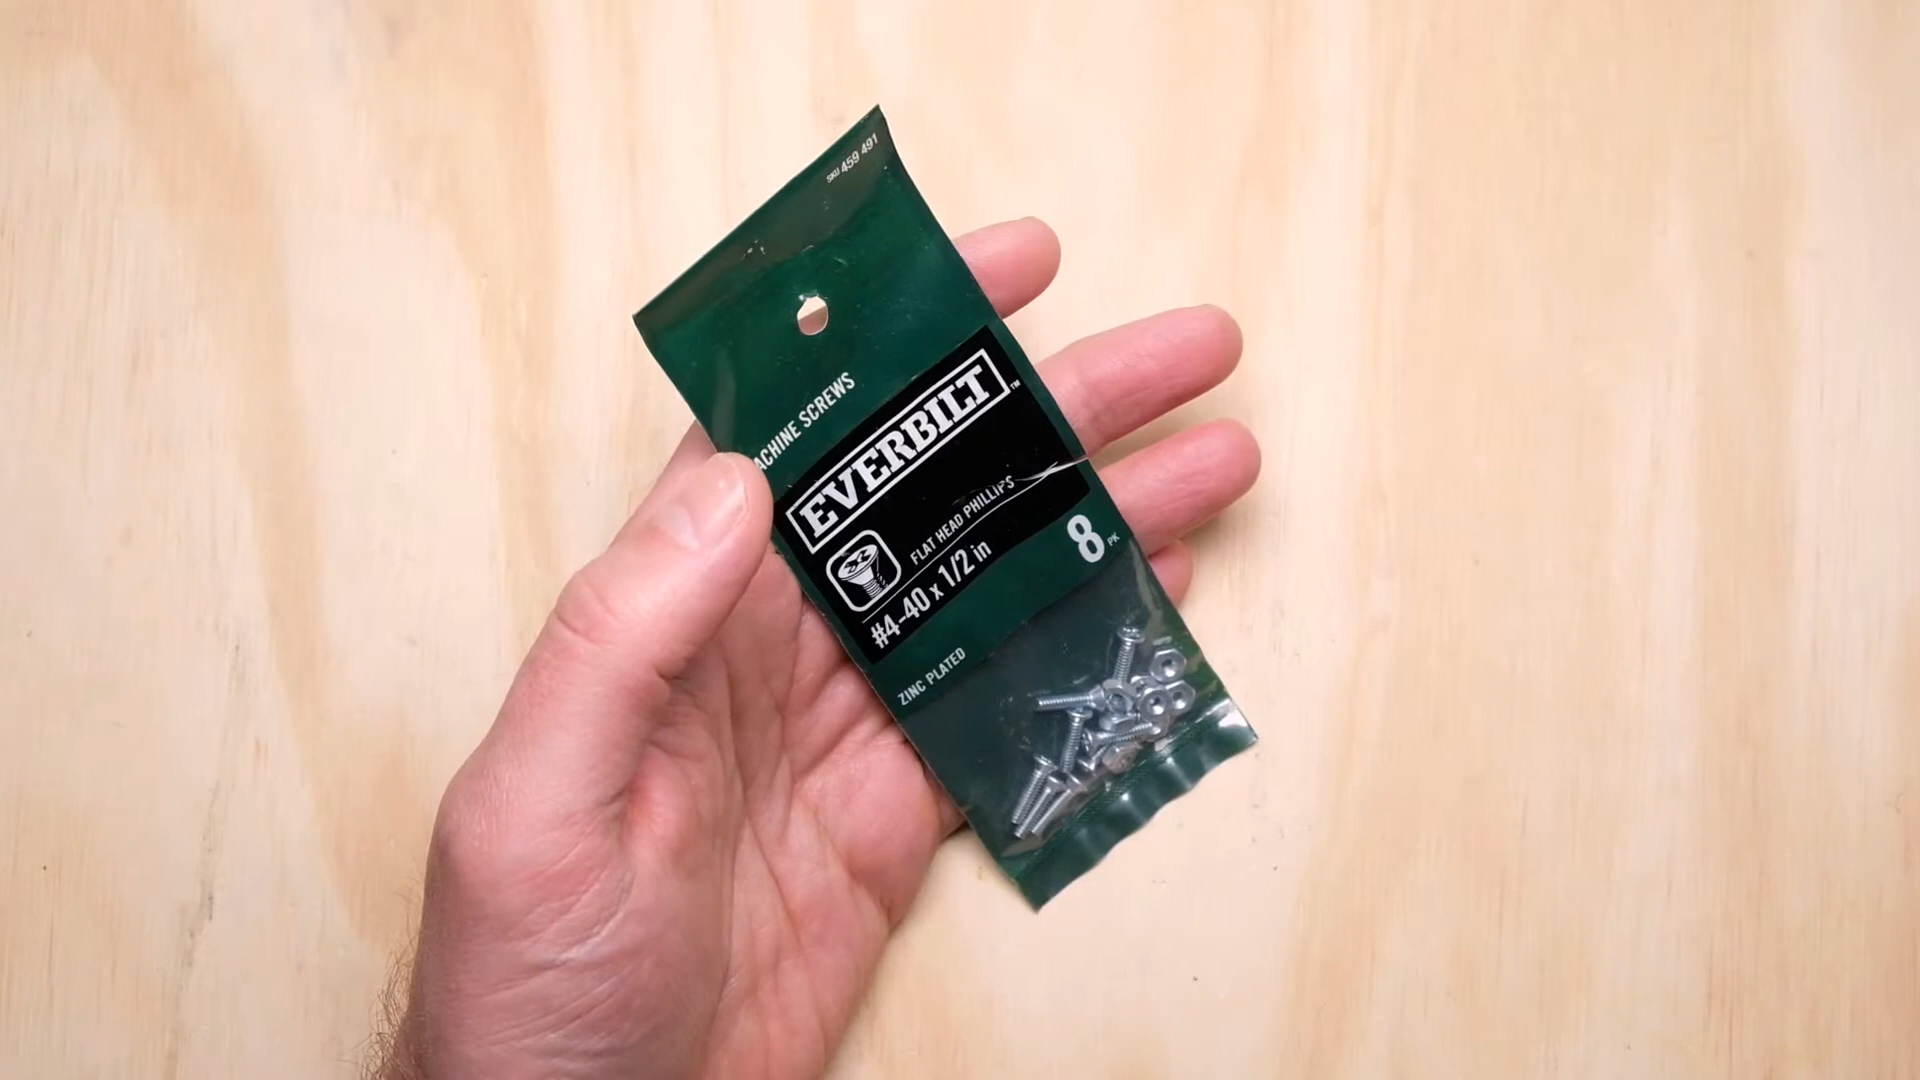 SKU 459 491
ACHINE SCREWS
EVERBILT™
FLAT HEAD PHILLIPS
#4-40 x 1/2 in
8 PK
ZINC PLATED